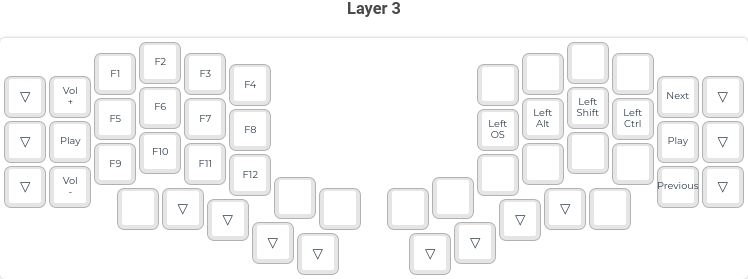 Layer 3
▽ Vol + F1 F2 F3 F4 Next ▽
▽ Play F5 F6 F7 F8 Left OS Left Alt Left Shift Left Ctrl Play ▽
▽ Vol - F9 F10 F11 F12 Previous ▽
▽ ▽ ▽ ▽ ▽ ▽ ▽ ▽